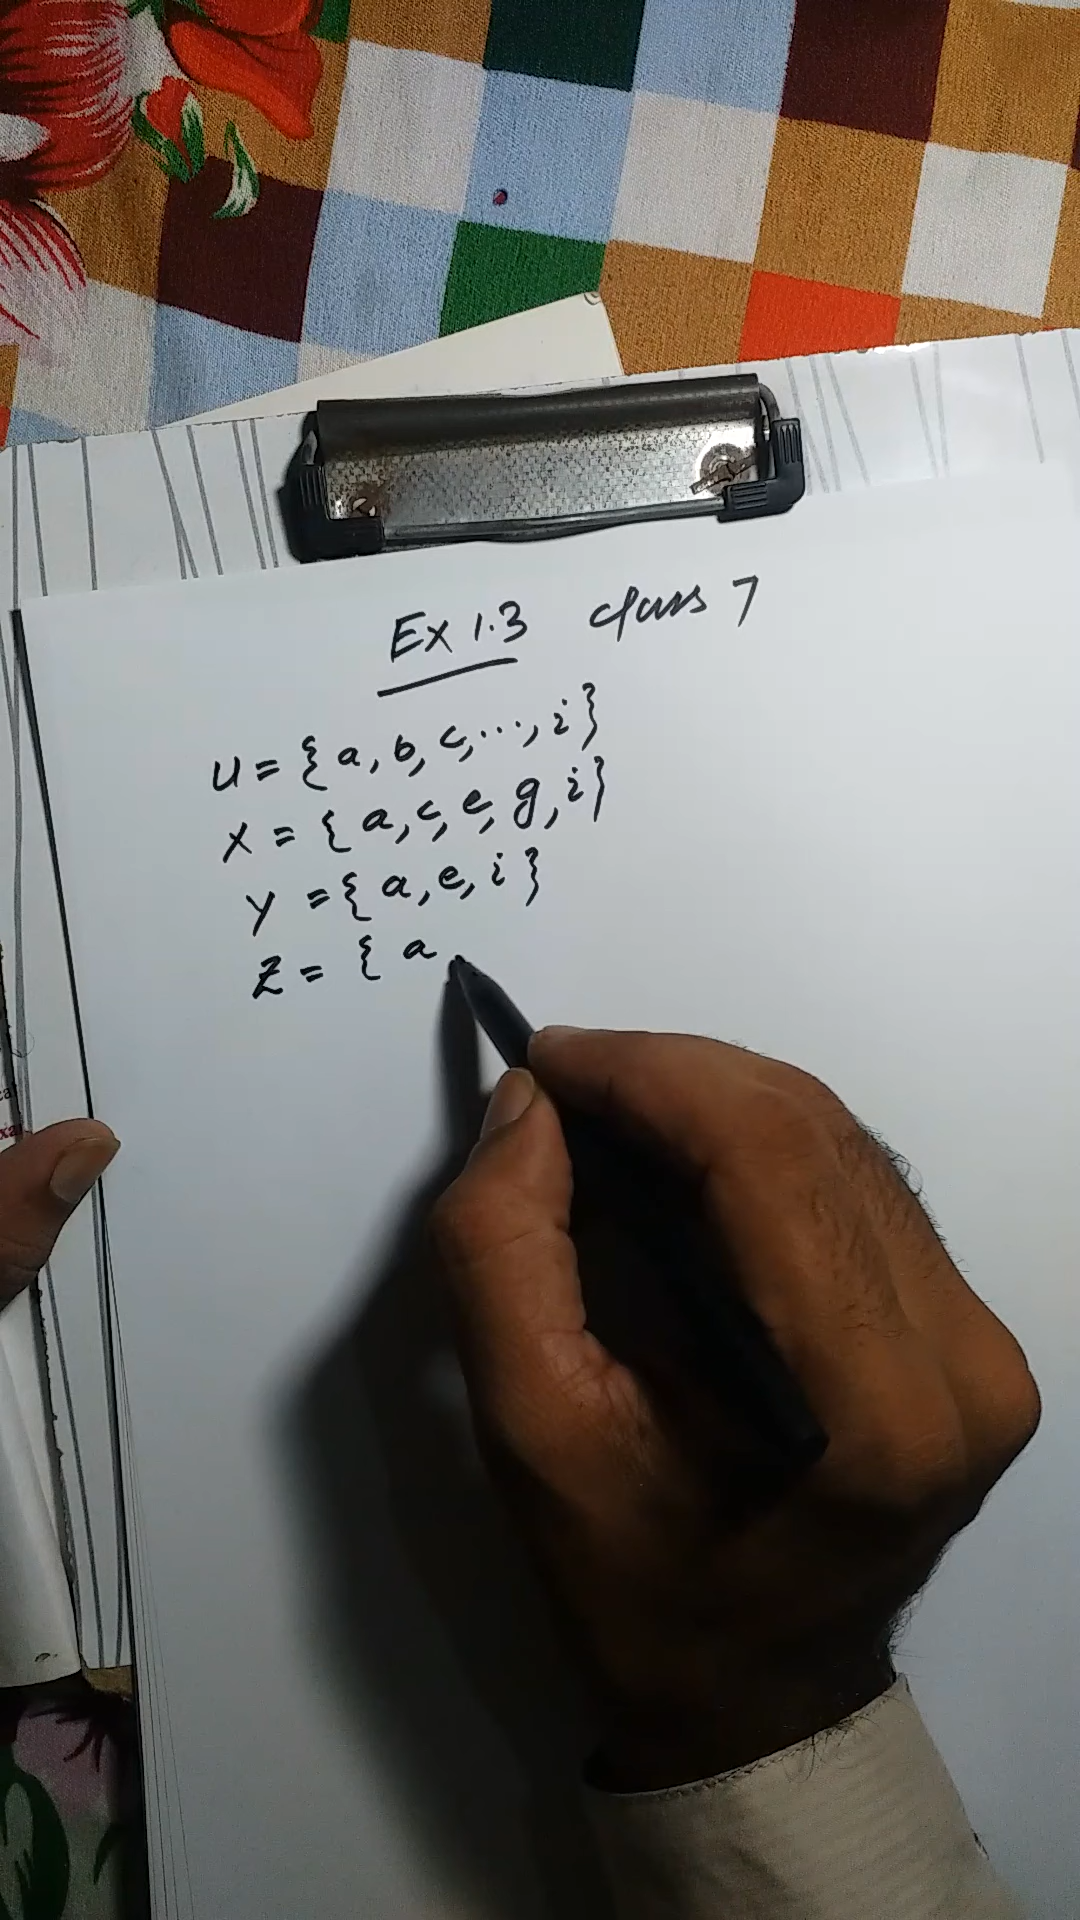 Ex 1.3 class 7
U = { a, b, c, ..., i }
X = { a, c, e, g, i }
Y = { a, e, i }
Z = { a